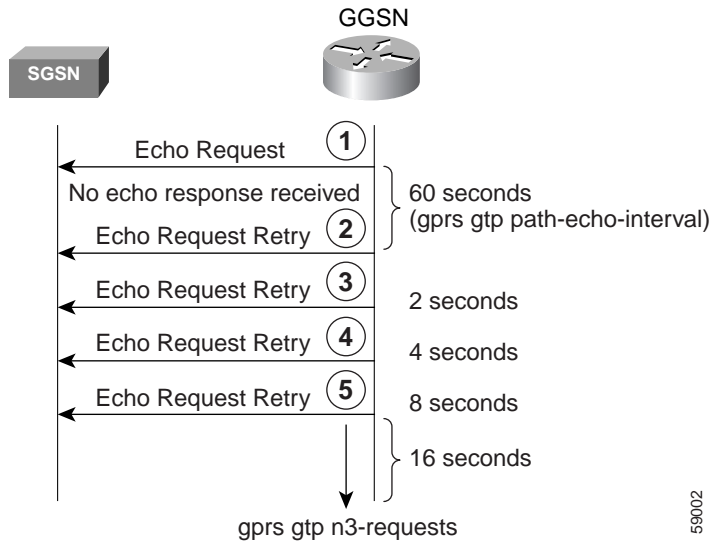 GGSN
SGSN
Echo Request 1
No echo response received
60 seconds
(gprs gtp path-echo-interval)
Echo Request Retry 2
Echo Request Retry 3
2 seconds
Echo Request Retry 4
4 seconds
Echo Request Retry 5
8 seconds
16 seconds
gprs gtp n3-requests
59002